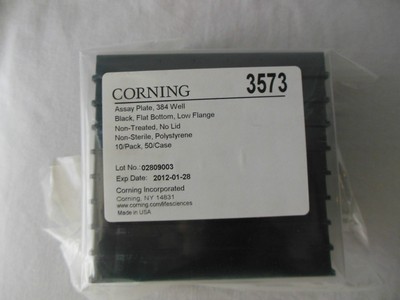 CORNING 3573
Assay Plate, 384 Well
Black, Flat Bottom, Low Flange
Non-Treated, No Lid
Non-Sterile, Polystyrene
10/Pack, 50/Case
Lot No.: 02809003
Exp Date: 2012-01-28
Corning Incorporated
Corning, NY 14831
www.corning.com/lifesciences
Made in USA